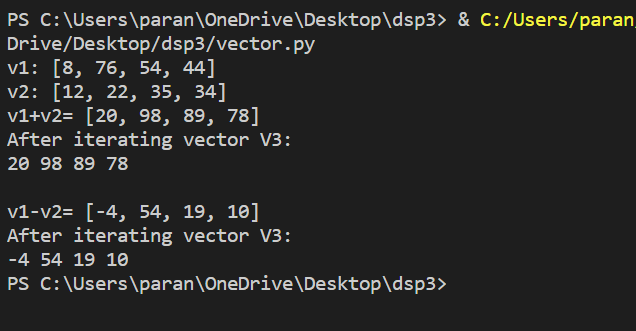 PS C:\Users\paran\OneDrive\Desktop\dsp3> & C:/Users/paran
Drive/Desktop/dsp3/vector.py
v1: [8, 76, 54, 44]
v2: [12, 22, 35, 34]
v1+v2= [20, 98, 89, 78]
After iterating vector V3:
20 98 89 78
v1-v2= [-4, 54, 19, 10]
After iterating vector V3:
-4 54 19 10
PS C:\Users\paran\OneDrive\Desktop\dsp3>